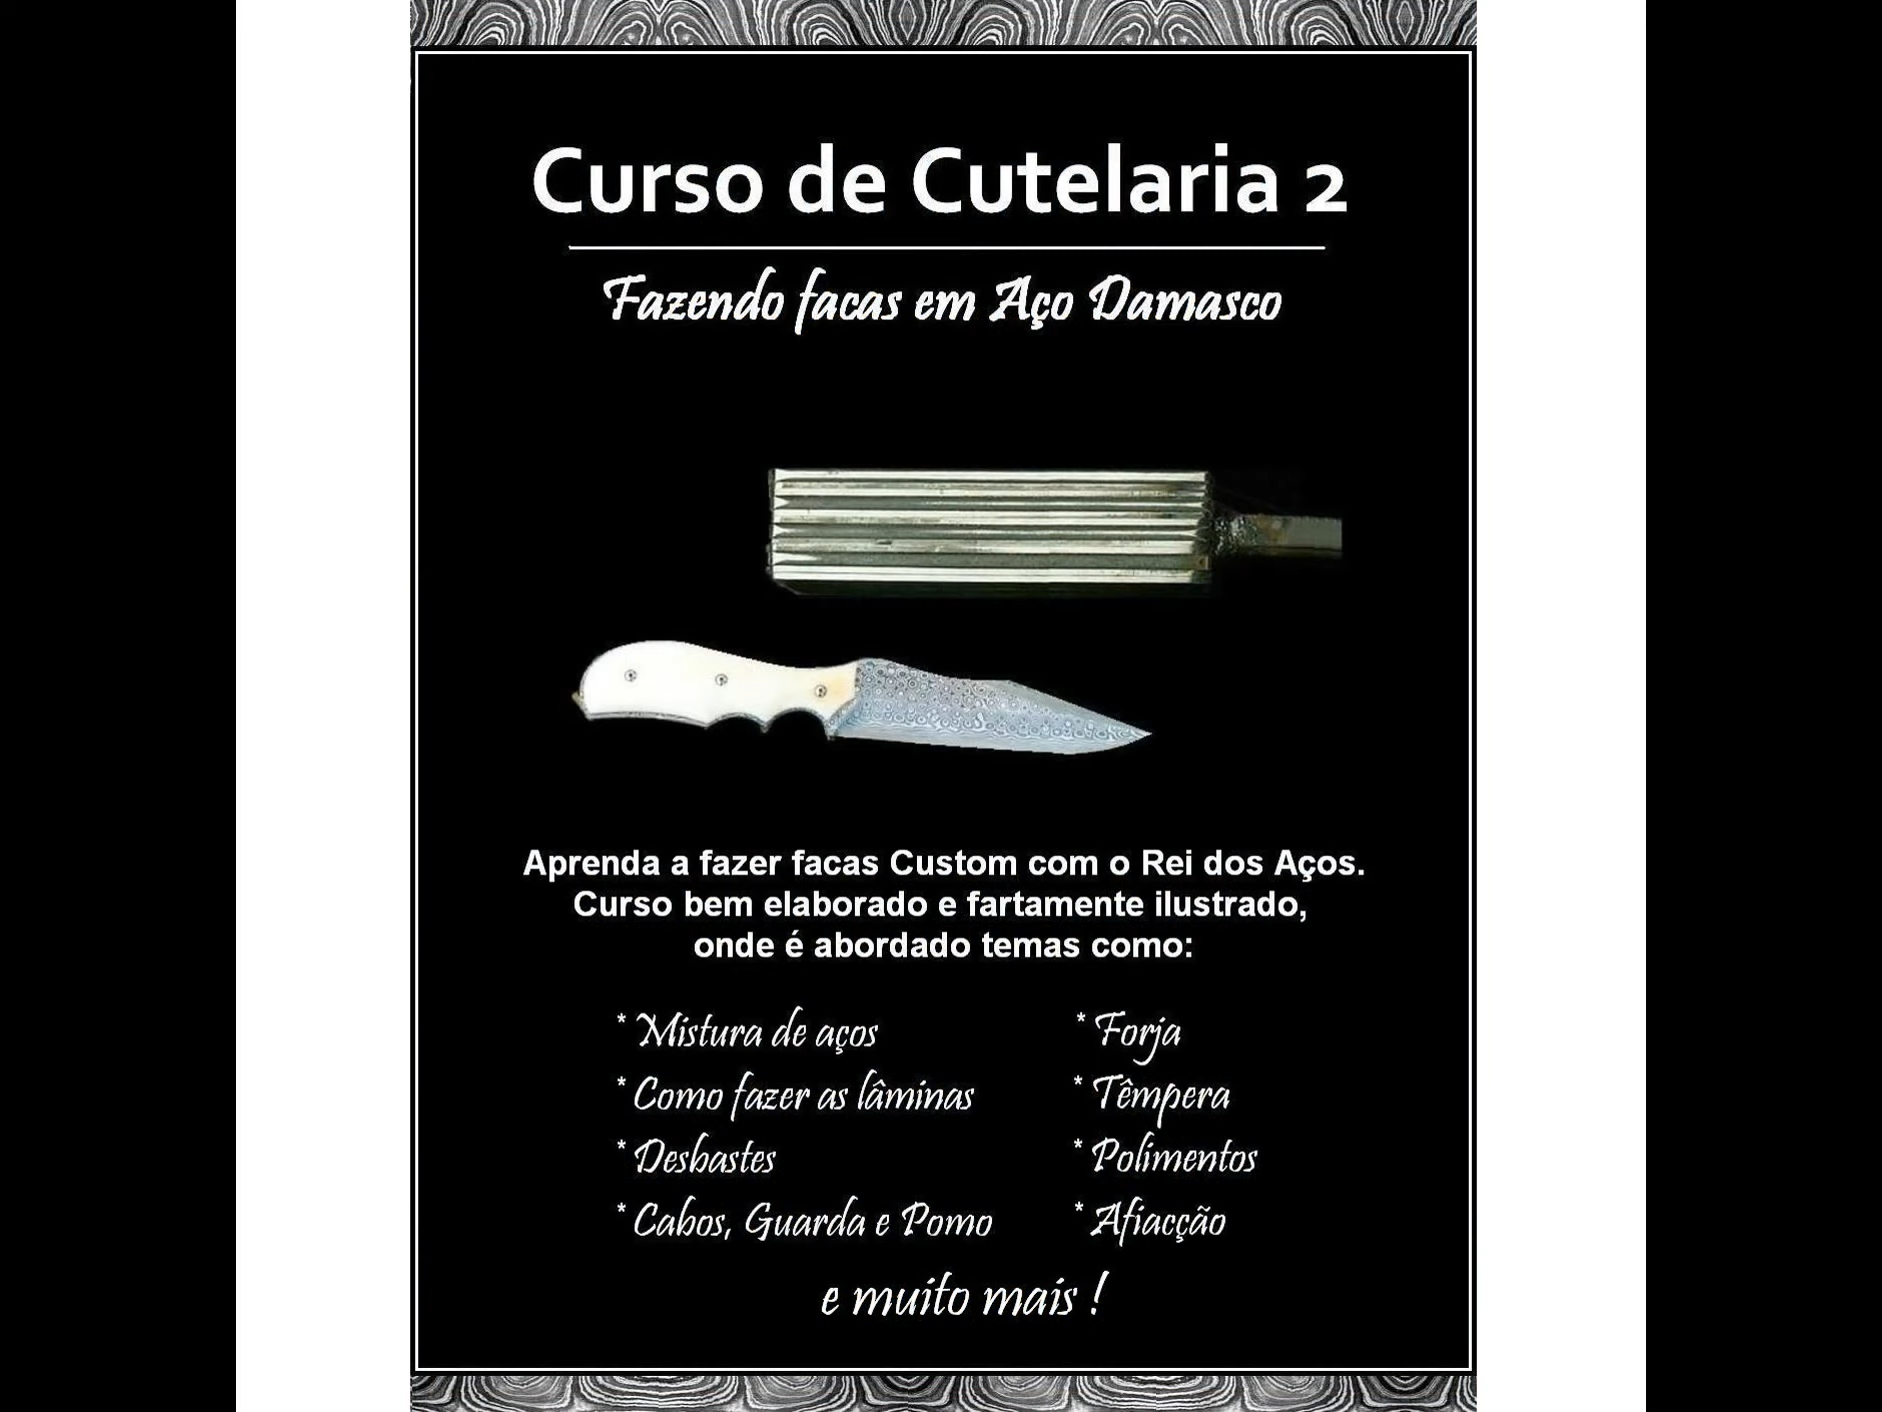 Curso de Cutelaria 2
Fazendo facas em Aço Damasco
Aprenda a fazer facas Custom com o Rei dos Aços.
Curso bem elaborado e fartamente ilustrado,
onde é abordado temas como:
* Mistura de aços
* Como fazer as lâminas
* Desbastes
* Cabos, Guarda e Pomo
* Forja
* Têmpera
* Polimentos
* Afiacção
e muito mais !